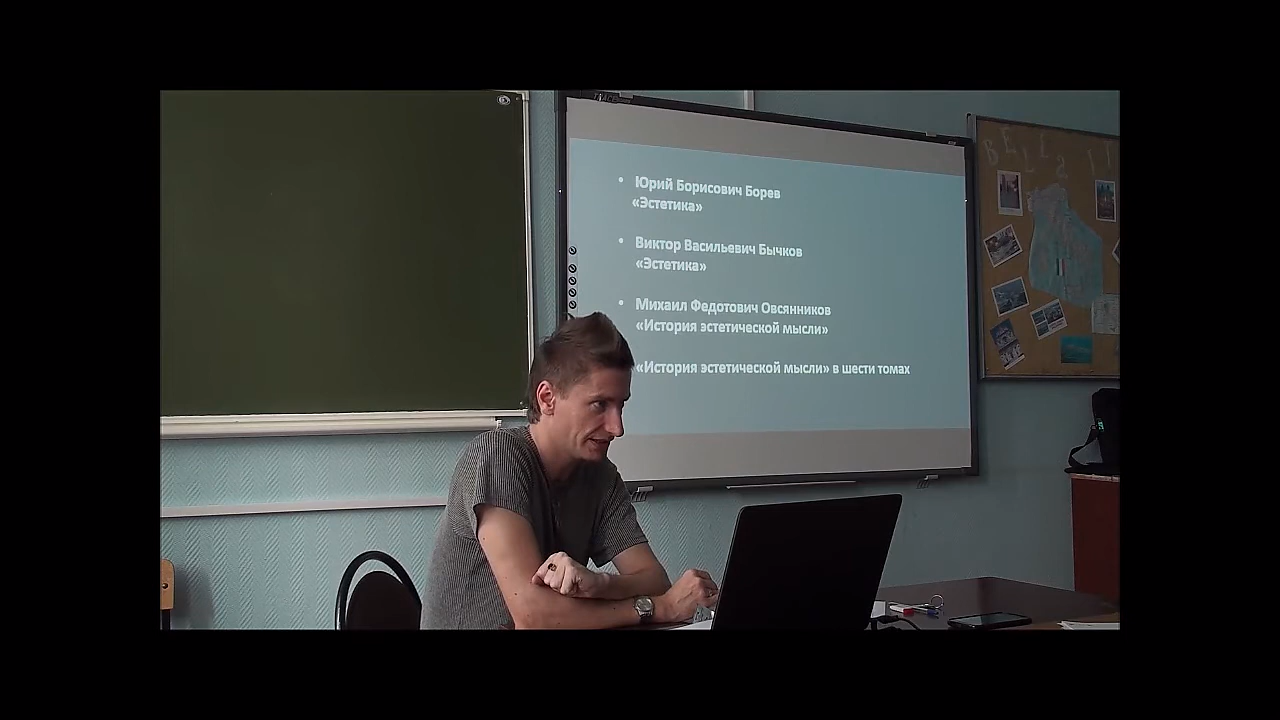 Юрий Борисович Борев
«Эстетика»
Виктор Васильевич Бычков
«Эстетика»
Михаил Федотович Овсянников
«История эстетической мысли»
«История эстетической мысли» в шести томах
BELLA